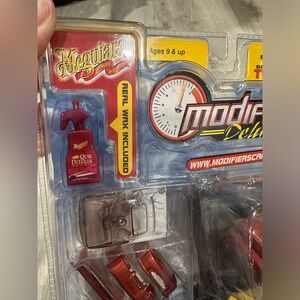 Meguiar's
Ages 9 & up
REAL WAX INCLUDED
modifi
Delu
WWW.MODIFIERSCA
Meguiar's
QUIK
DETAILER